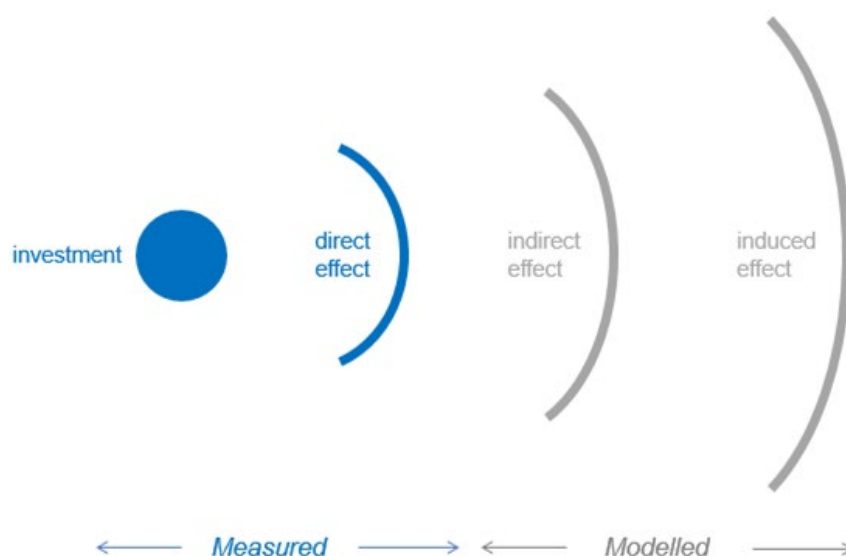 investment
direct
effect
indirect
effect
induced
effect
Measured
Modelled